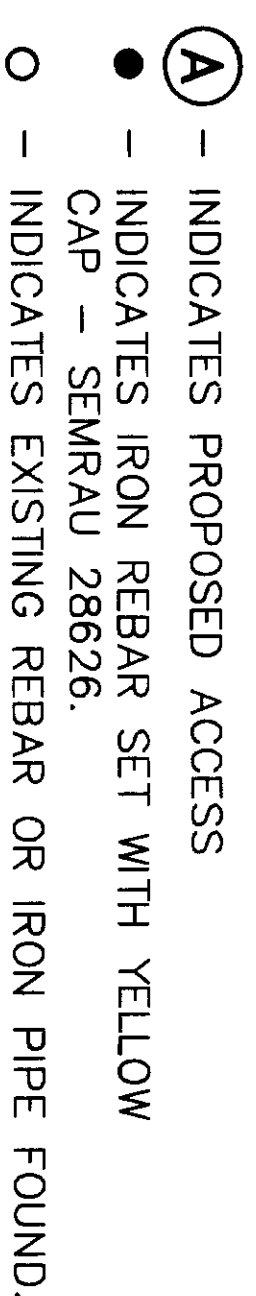 A – INDICATES PROPOSED ACCESS
● – INDICATES IRON REBAR SET WITH YELLOW
CAP – SEMRAU 28626.
○ – INDICATES EXISTING REBAR OR IRON PIPE FOUND.